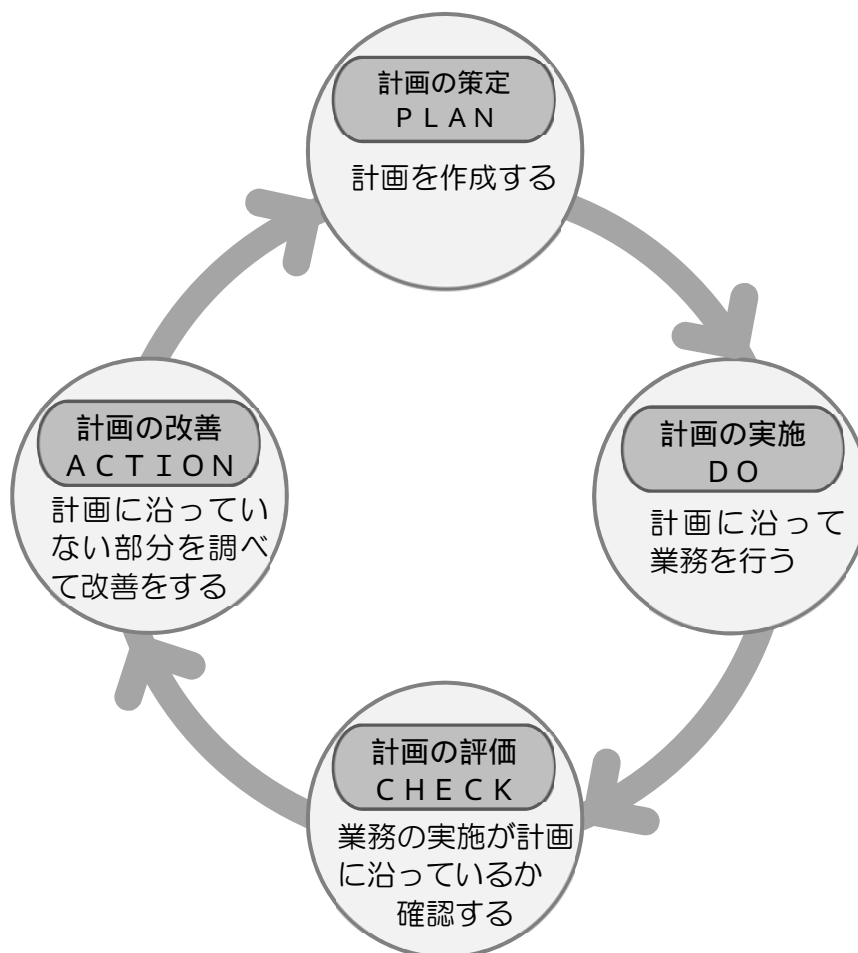 計画の策定
ＰＬＡＮ
計画を作成する
計画の実施
ＤＯ
計画に沿って
業務を行う
計画の評価
ＣＨＥＣＫ
業務の実施が計画
に沿っているか
確認する
計画の改善
ＡＣＴＩＯＮ
計画に沿ってい
ない部分を調べ
て改善をする